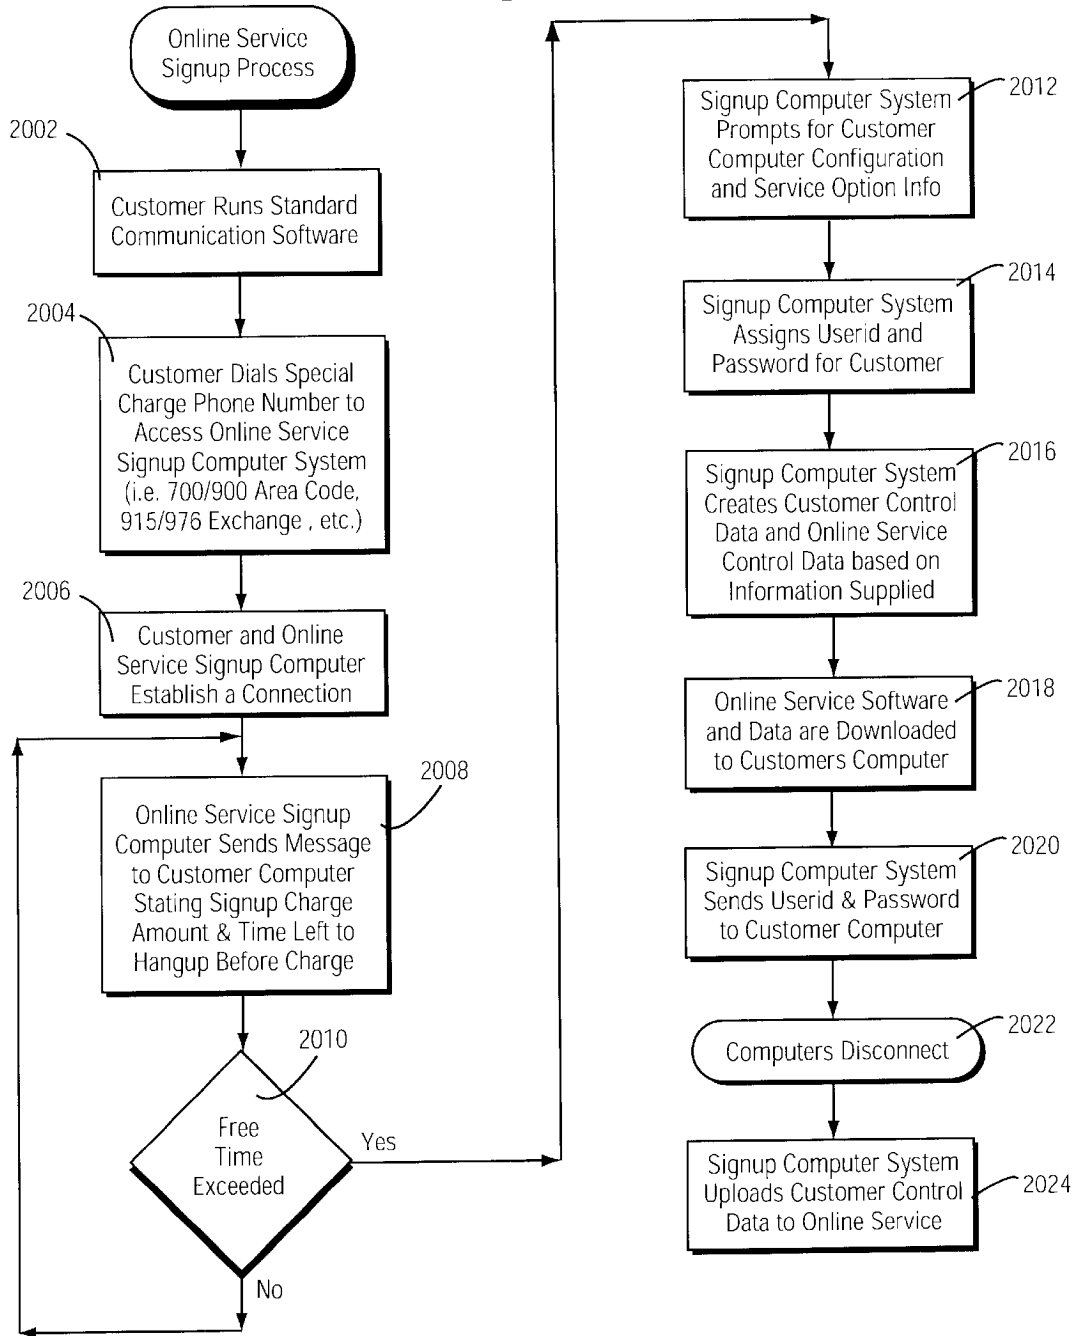 Online Service
Signup Process
2002
Customer Runs Standard
Communication Software
2004
Customer Dials Special
Charge Phone Number to
Access Online Service
Signup Computer System
(i.e. 700/900 Area Code,
915/976 Exchange , etc.)
2006
Customer and Online
Service Signup Computer
Establish a Connection
2008
Online Service Signup
Computer Sends Message
to Customer Computer
Stating Signup Charge
Amount & Time Left to
Hangup Before Charge
2010
Free
Time
Exceeded
Yes
No
2012
Signup Computer System
Prompts for Customer
Computer Configuration
and Service Option Info
2014
Signup Computer System
Assigns Userid and
Password for Customer
2016
Signup Computer System
Creates Customer Control
Data and Online Service
Control Data based on
Information Supplied
2018
Online Service Software
and Data are Downloaded
to Customers Computer
2020
Signup Computer System
Sends Userid & Password
to Customer Computer
2022
Computers Disconnect
2024
Signup Computer System
Uploads Customer Control
Data to Online Service